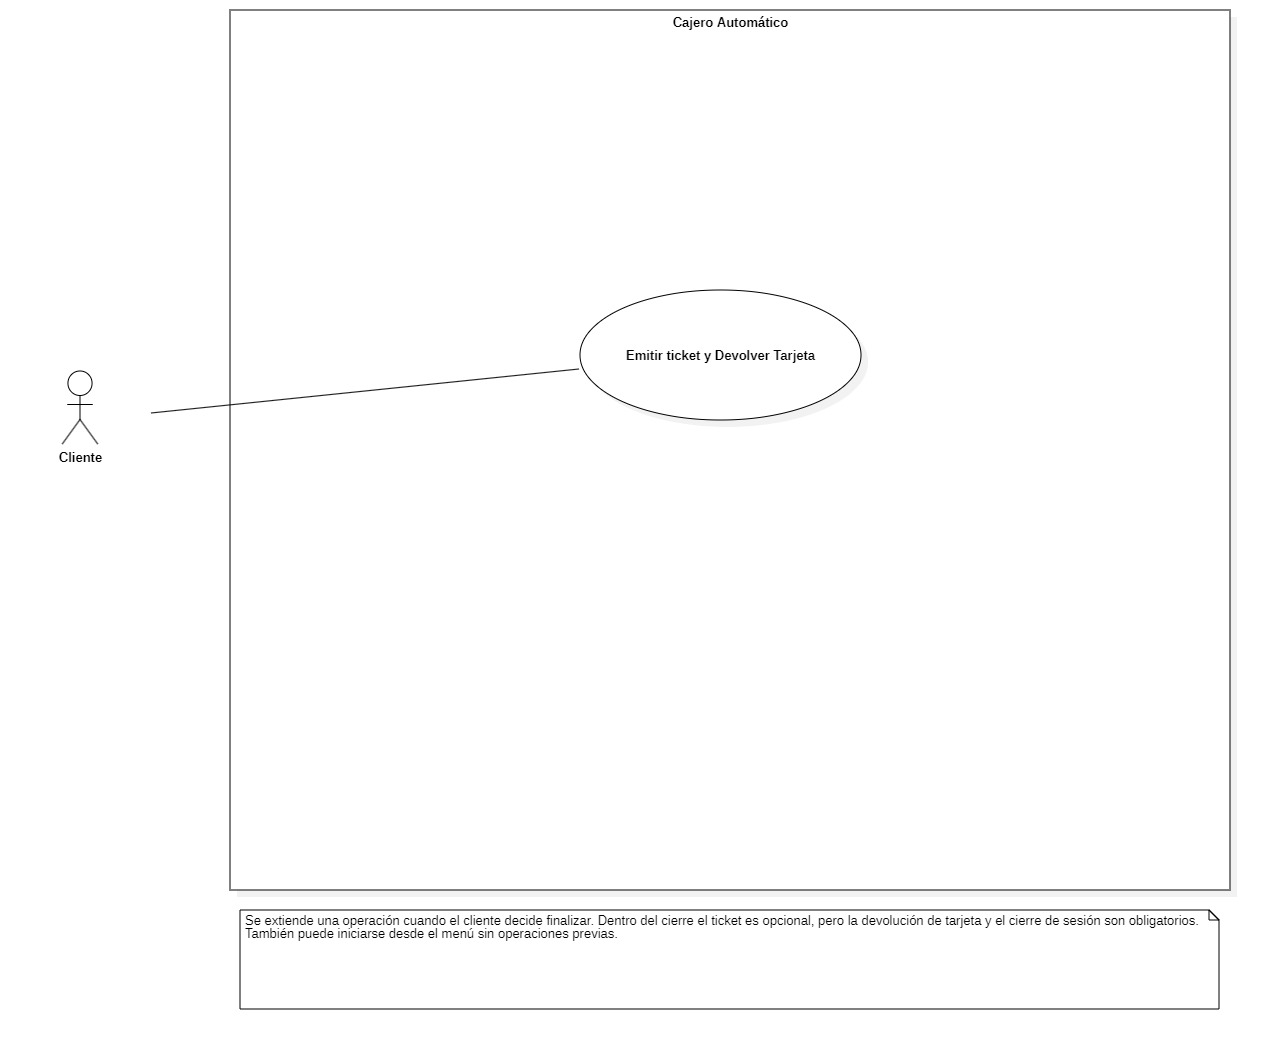 Cajero Automático
Emitir ticket y Devolver Tarjeta
Cliente
Se extiende una operación cuando el cliente decide finalizar. Dentro del cierre el ticket es opcional, pero la devolución de tarjeta y el cierre de sesión son obligatorios.
También puede iniciarse desde el menú sin operaciones previas.